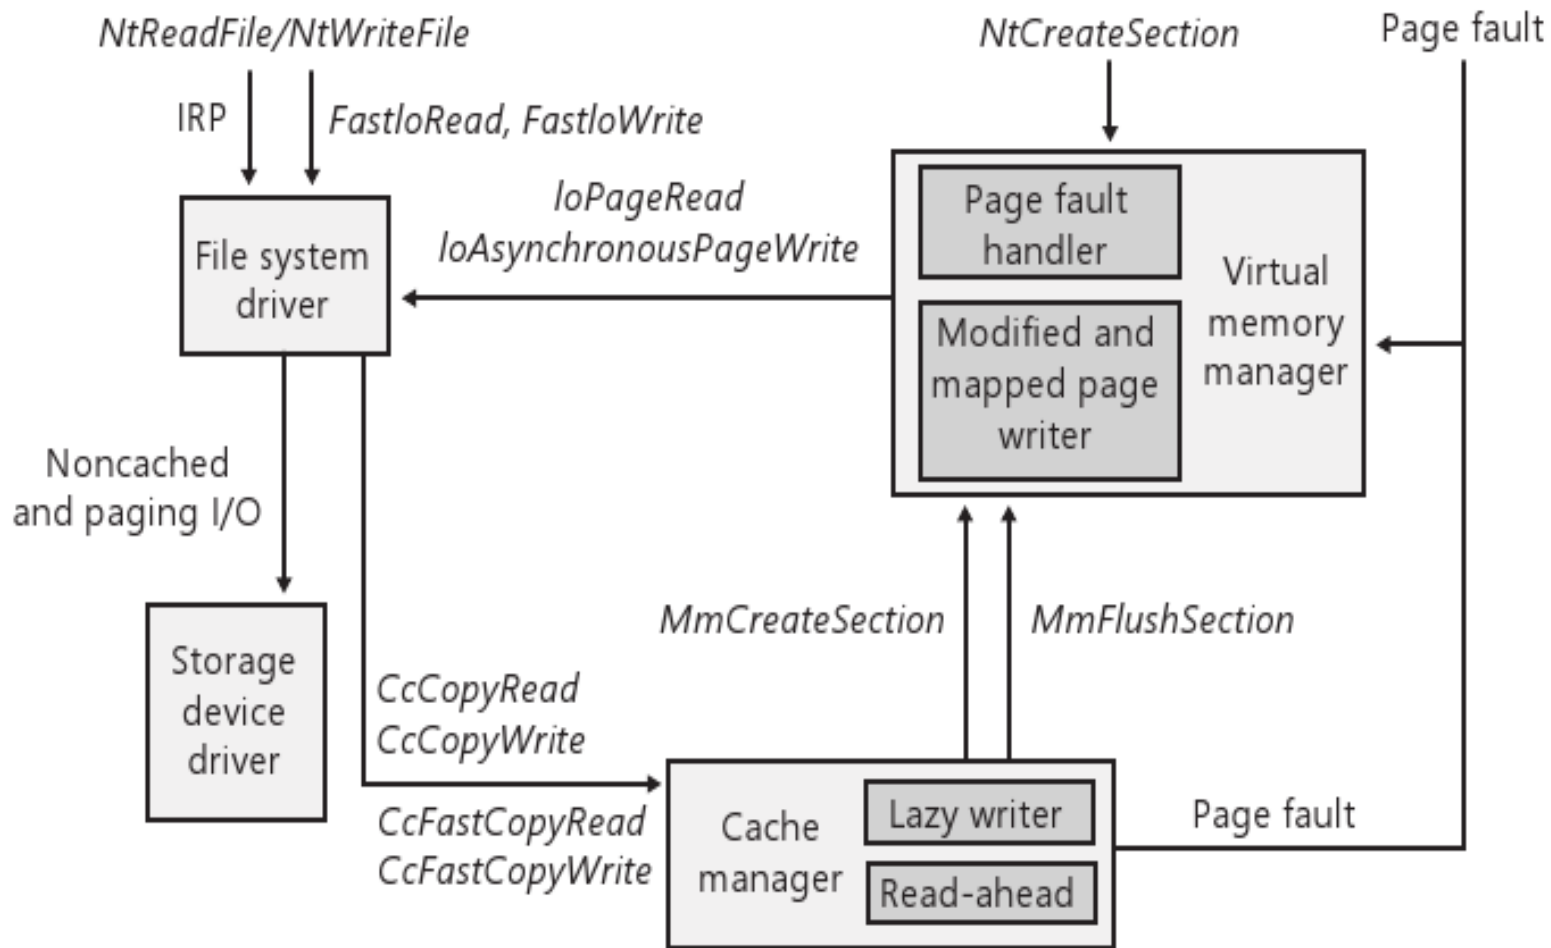 NtReadFile/NtWriteFile
NtCreateSection
Page fault
IRP
FastIoRead, FastIoWrite
IoPageRead
IoAsynchronousPageWrite
File system
driver
Page fault
handler
Modified and
mapped page
writer
Virtual
memory
manager
Noncached
and paging I/O
Storage
device
driver
MmCreateSection
MmFlushSection
CcCopyRead
CcCopyWrite
CcFastCopyRead
CcFastCopyWrite
Cache
manager
Lazy writer
Read-ahead
Page fault